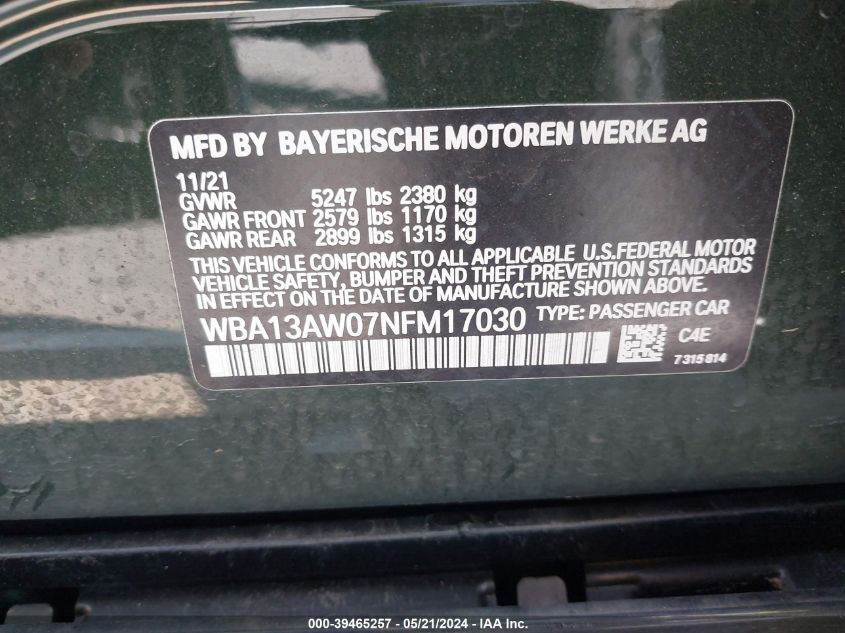 MFD BY BAYERISCHE MOTOREN WERKE AG
11/21
GVWR 5247 lbs 2380 kg
GAWR FRONT 2579 lbs 1170 kg
GAWR REAR 2899 lbs 1315 kg
THIS VEHICLE CONFORMS TO ALL APPLICABLE U.S.FEDERAL MOTOR
VEHICLE SAFETY, BUMPER AND THEFT PREVENTION STANDARDS
IN EFFECT ON THE DATE OF MANUFACTURE SHOWN ABOVE.
WBA13AW07NFM17030 TYPE: PASSENGER CAR
C4E
7315814
000-39465257 - 05/21/2024 - IAA Inc.